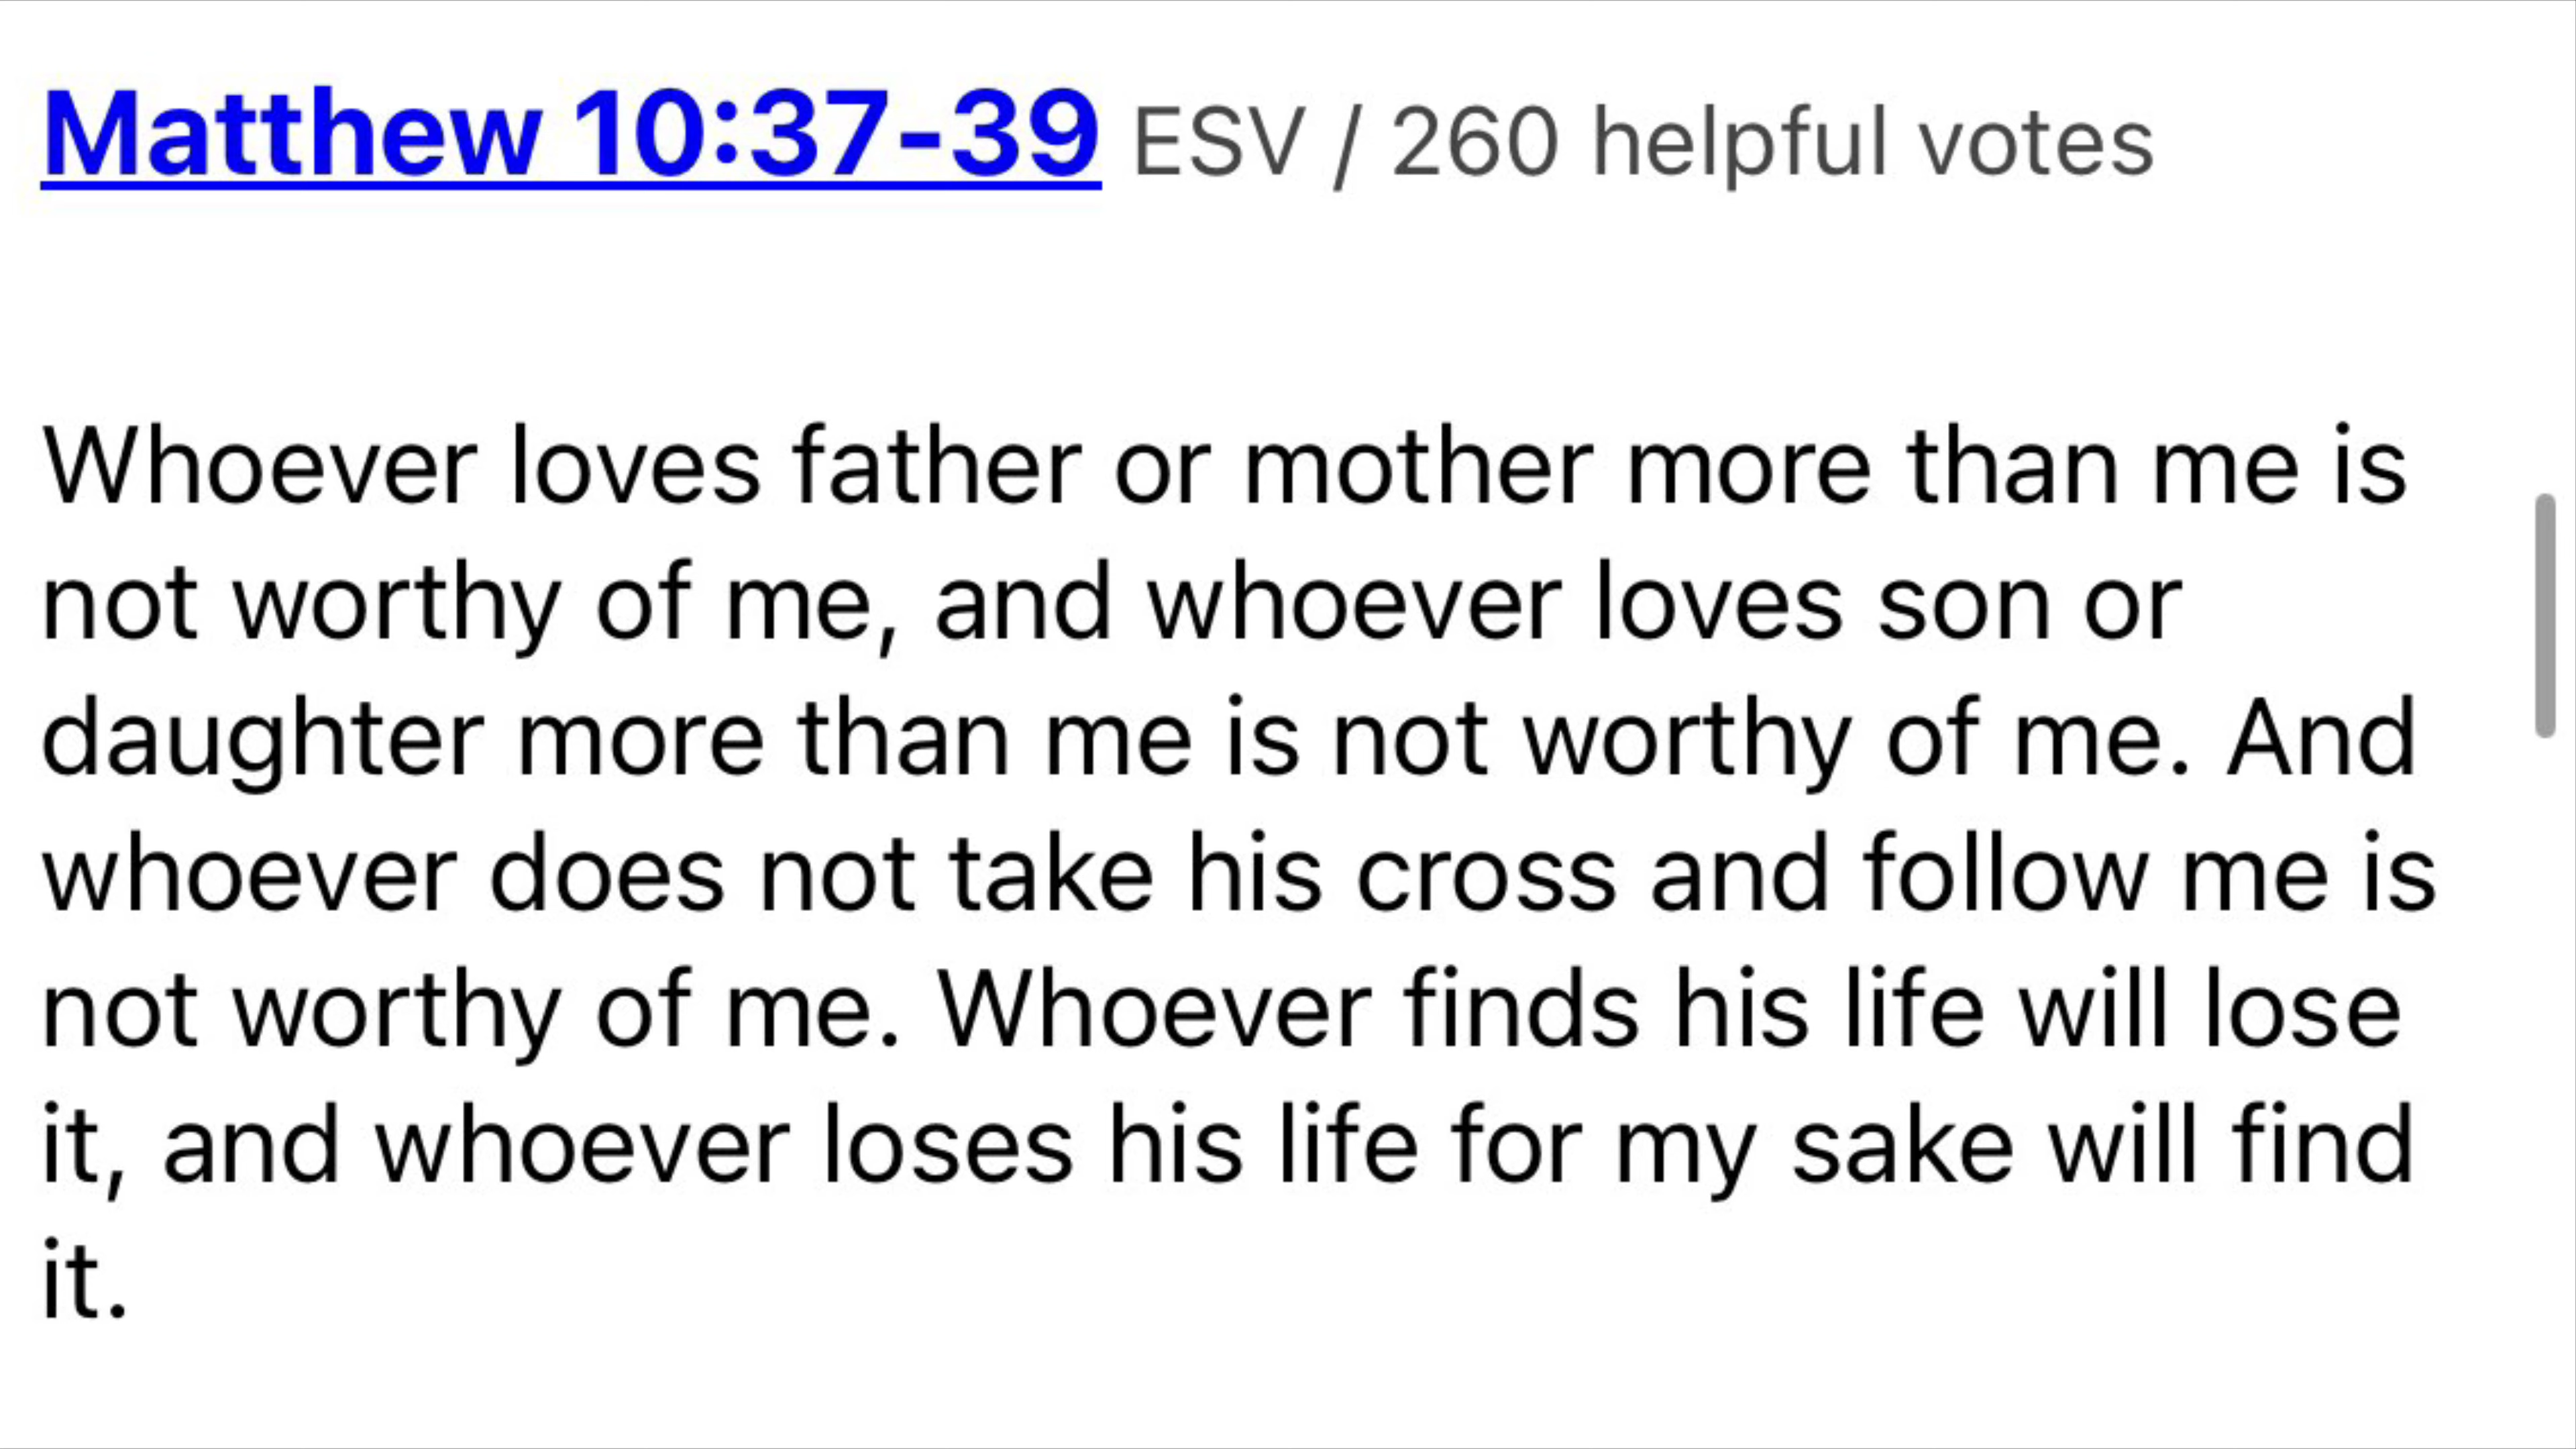 Matthew 10:37-39 ESV / 260 helpful votes
Whoever loves father or mother more than me is
not worthy of me, and whoever loves son or
daughter more than me is not worthy of me. And
whoever does not take his cross and follow me is
not worthy of me. Whoever finds his life will lose
it, and whoever loses his life for my sake will find
it.